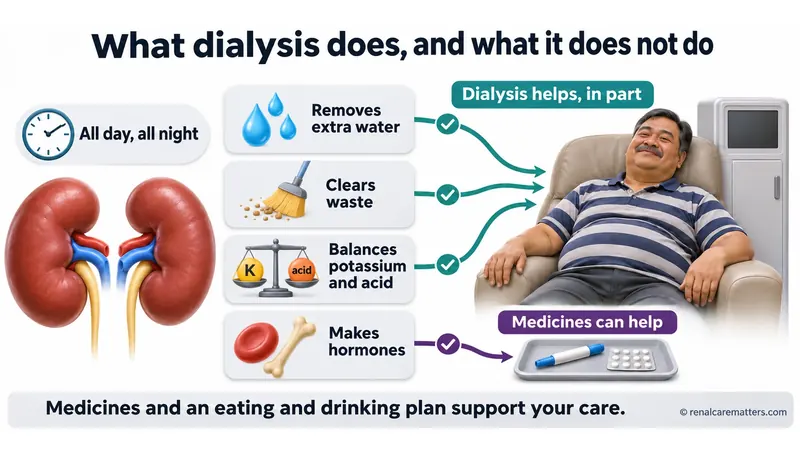 What dialysis does, and what it does not do
All day, all night
Removes
extra water
Clears
waste
Balances
potassium
and acid
K
acid
Makes
hormones
Dialysis helps, in part
Medicines can help
Medicines and an eating and drinking plan support your care.
© renalcarematters.com